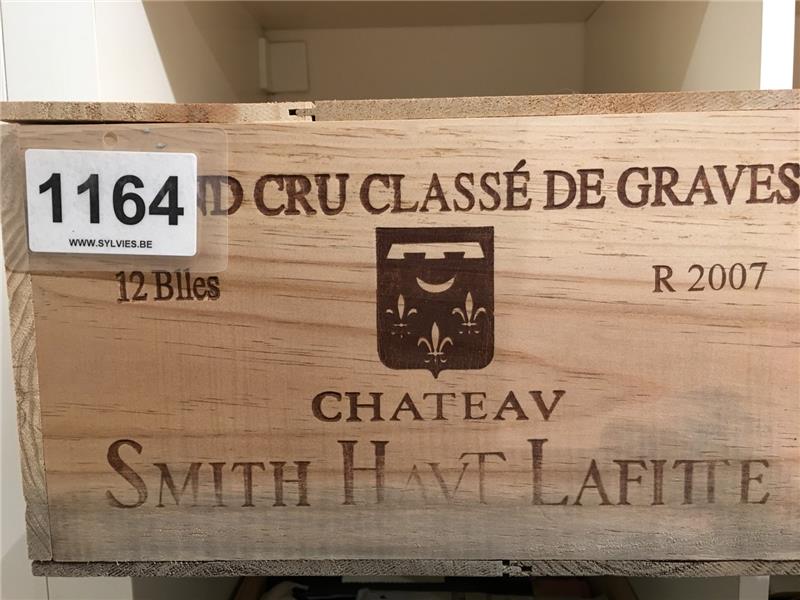 1164
WWW.SYLVIES.BE
ND CRU CLASSÉ DE GRAVES
12 Blles
R 2007
CHATEAV
SMITH HAVT LAFITTE